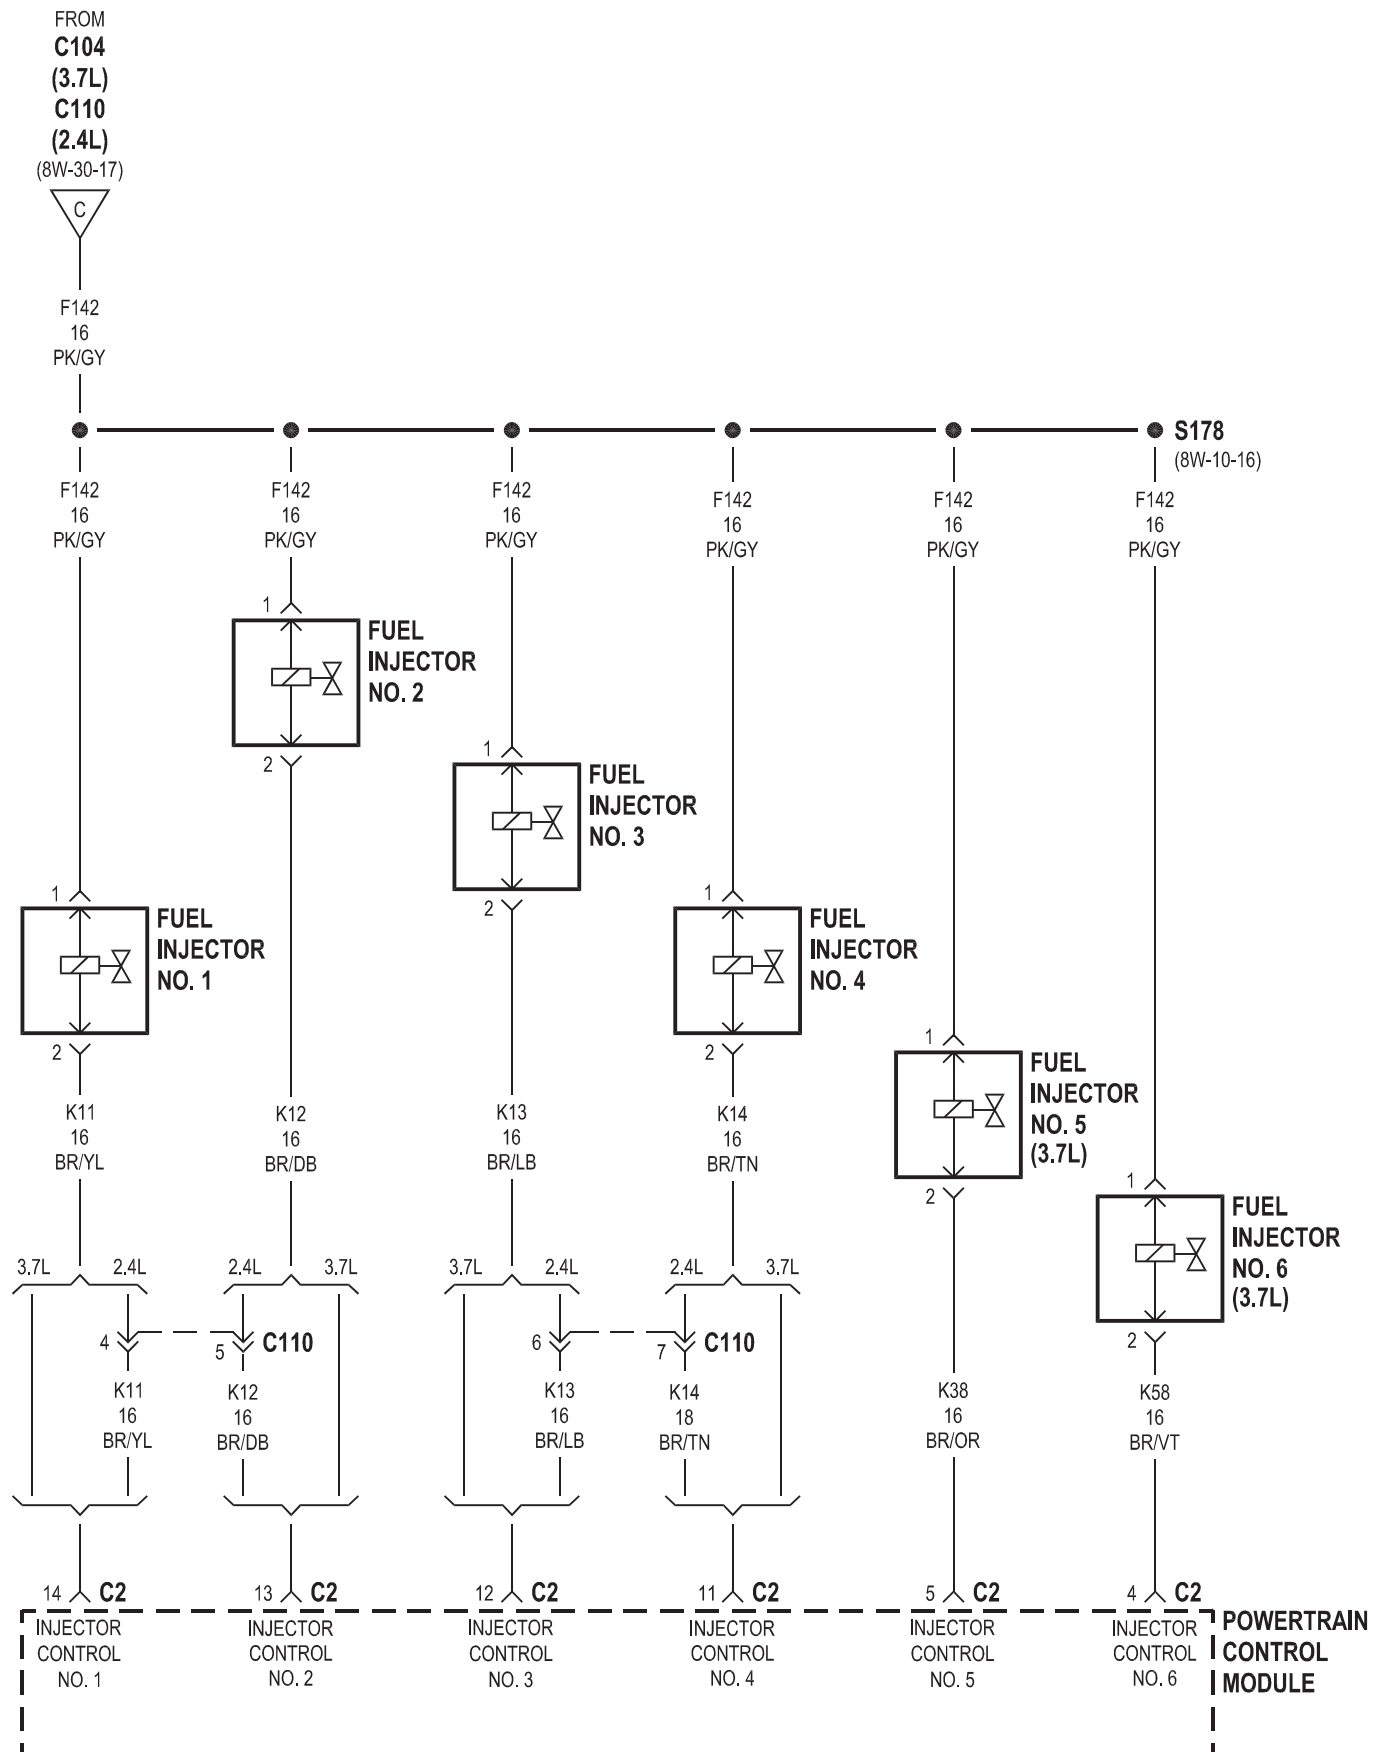 FROM
C104
(3.7L)
C110
(2.4L)
(8W-30-17)
C
F142
16
PK/GY
S178
(8W-10-16)
F142
16
PK/GY
F142
16
PK/GY
F142
16
PK/GY
F142
16
PK/GY
F142
16
PK/GY
F142
16
PK/GY
1
FUEL
INJECTOR
NO. 2
2
1
FUEL
INJECTOR
NO. 3
2
1
FUEL
INJECTOR
NO. 1
2
1
FUEL
INJECTOR
NO. 4
2
1
FUEL
INJECTOR
NO. 5
(3.7L)
2
1
FUEL
INJECTOR
NO. 6
(3.7L)
2
K11
16
BR/YL
K12
16
BR/DB
K13
16
BR/LB
K14
16
BR/TN
3.7L
2.4L
2.4L
3.7L
3.7L
2.4L
2.4L
3.7L
4
5
C110
6
7
C110
K11
16
BR/YL
K12
16
BR/DB
K13
16
BR/LB
K14
18
BR/TN
K38
16
BR/OR
K58
16
BR/VT
14
C2
13
C2
12
C2
11
C2
5
C2
4
C2
INJECTOR
CONTROL
NO. 1
INJECTOR
CONTROL
NO. 2
INJECTOR
CONTROL
NO. 3
INJECTOR
CONTROL
NO. 4
INJECTOR
CONTROL
NO. 5
INJECTOR
CONTROL
NO. 6
POWERTRAIN
CONTROL
MODULE